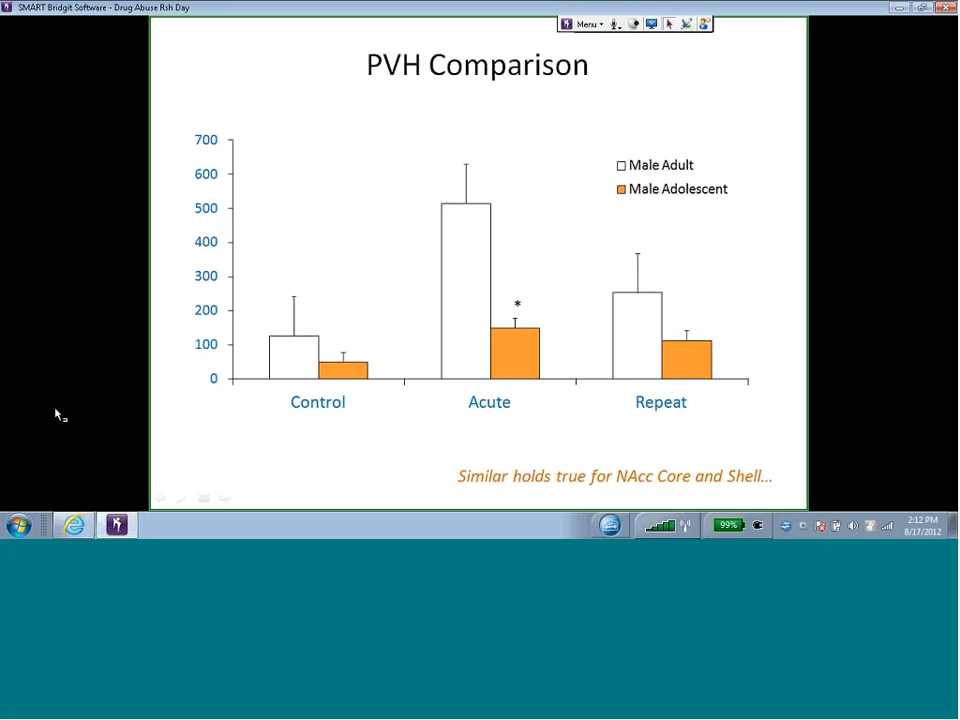 SMART Bridgit Software - Drug Abuse Rsh Day
Menu
PVH Comparison
700
600
500
400
300
200
100
0
Male Adult
Male Adolescent
*
Control
Acute
Repeat
Similar holds true for NAcc Core and Shell...
99%
2:12 PM
8/17/2012